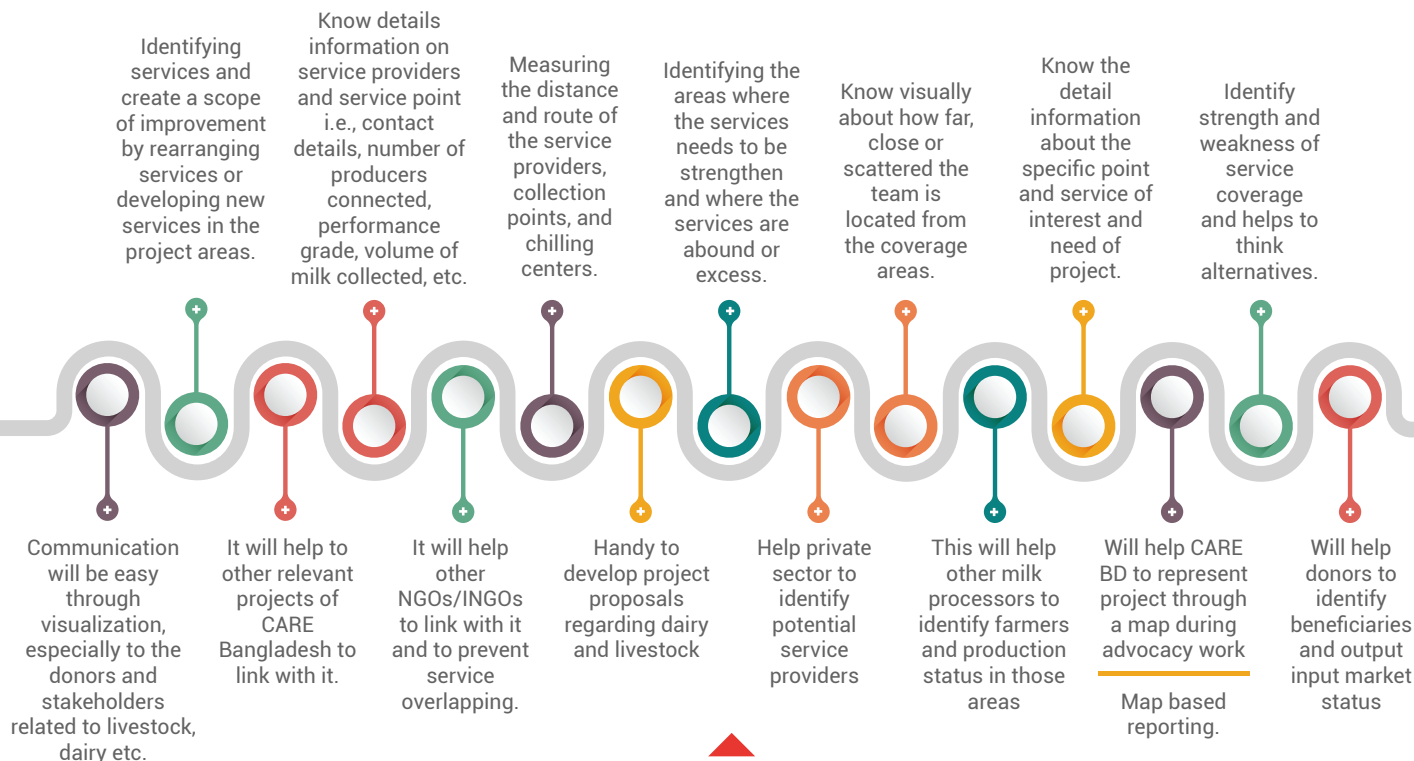 Identifying
services and
create a scope
of improvement
by rearranging
services or
developing new
services in the
project areas.
Know details
information on
service providers
and service point
i.e., contact
details, number of
producers
connected,
performance
grade, volume of
milk collected, etc.
Measuring
the distance
and route of
the service
providers,
collection
points, and
chilling
centers.
Identifying the
areas where
the services
needs to be
strengthen
and where the
services are
abound or
excess.
Know visually
about how far,
close or
scattered the
team is
located from
the coverage
areas.
Know the
detail
information
about the
specific point
and service of
interest and
need of
project.
Identify
strength and
weakness of
service
coverage
and helps to
think
alternatives.
Communication
will be easy
through
visualization,
especially to the
donors and
stakeholders
related to livestock,
dairy etc.
It will help to
other relevant
projects of
CARE
Bangladesh to
link with it.
It will help
other
NGOs/INGOs
to link with it
and to prevent
service
overlapping.
Handy to
develop project
proposals
regarding dairy
and livestock
Help private
sector to
identify
potential
service
providers
This will help
other milk
processors to
identify farmers
and production
status in those
areas
Will help CARE
BD to represent
project through
a map during
advocacy work
Map based
reporting.
Will help
donors to
identify
beneficiaries
and output
input market
status